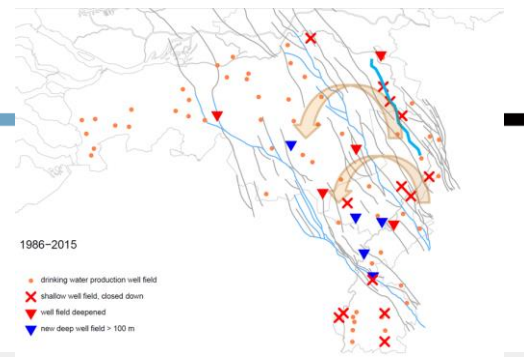 1986-2015
drinking water production well field
shallow well field, closed down
well field deepened
new deep well field > 100 m